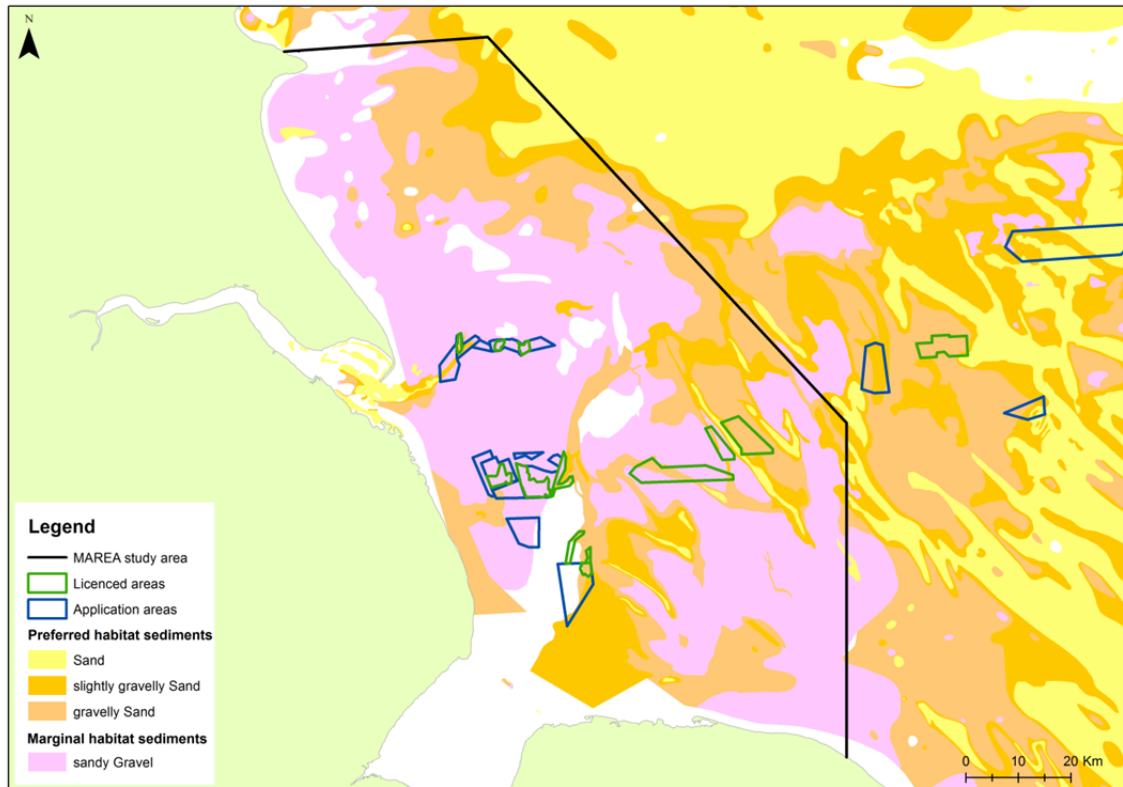 N
Legend
MAREA study area
Licenced areas
Application areas
Preferred habitat sediments
Sand
slightly gravelly Sand
gravelly Sand
Marginal habitat sediments
sandy Gravel
0 10 20 Km